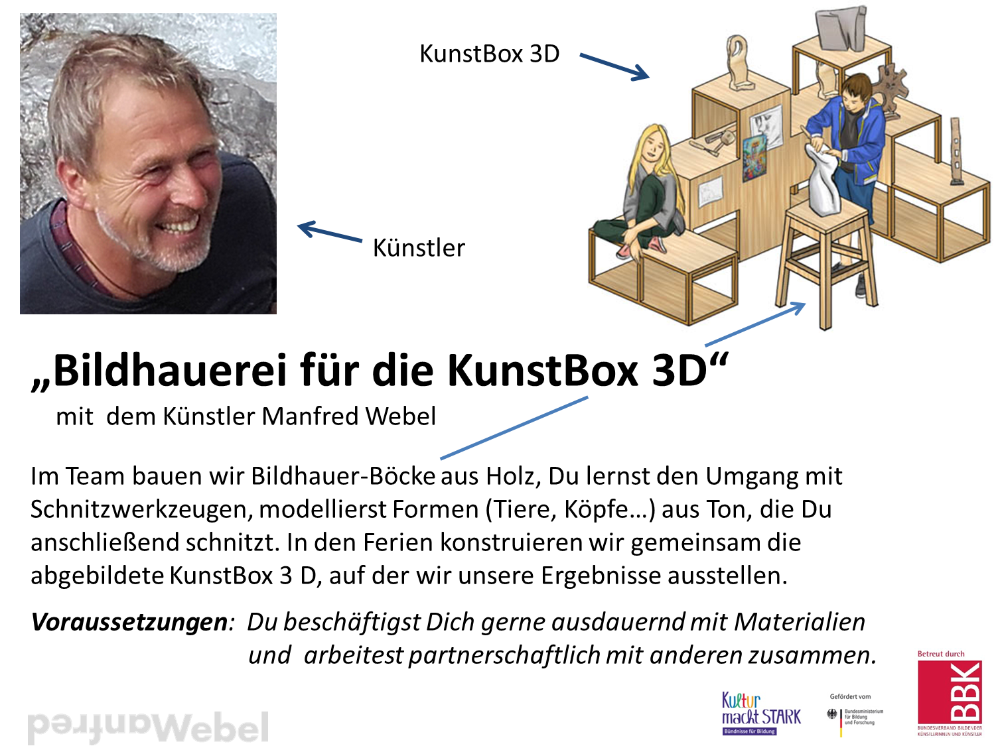 KunstBox 3D
Künstler
„Bildhauerei für die KunstBox 3D“
mit dem Künstler Manfred Webel
Im Team bauen wir Bildhauer-Böcke aus Holz, Du lernst den Umgang mit
Schnitzwerkzeugen, modellierst Formen (Tiere, Köpfe…) aus Ton, die Du
anschließend schnitzt. In den Ferien konstruieren wir gemeinsam die
abgebildete KunstBox 3 D, auf der wir unsere Ergebnisse ausstellen.
Voraussetzungen: Du beschäftigst Dich gerne ausdauernd mit Materialien
und arbeitest partnerschaftlich mit anderen zusammen.
ManfredWebel
Kultur
macht STARK
Bündnisse für Bildung
Gefördert vom
Bundesministerium
für Bildung
und Forschung
Betreut durch
BBK
BUNDESVERBAND BILDENDER
KÜNSTLERINNEN UND KÜNSTLER